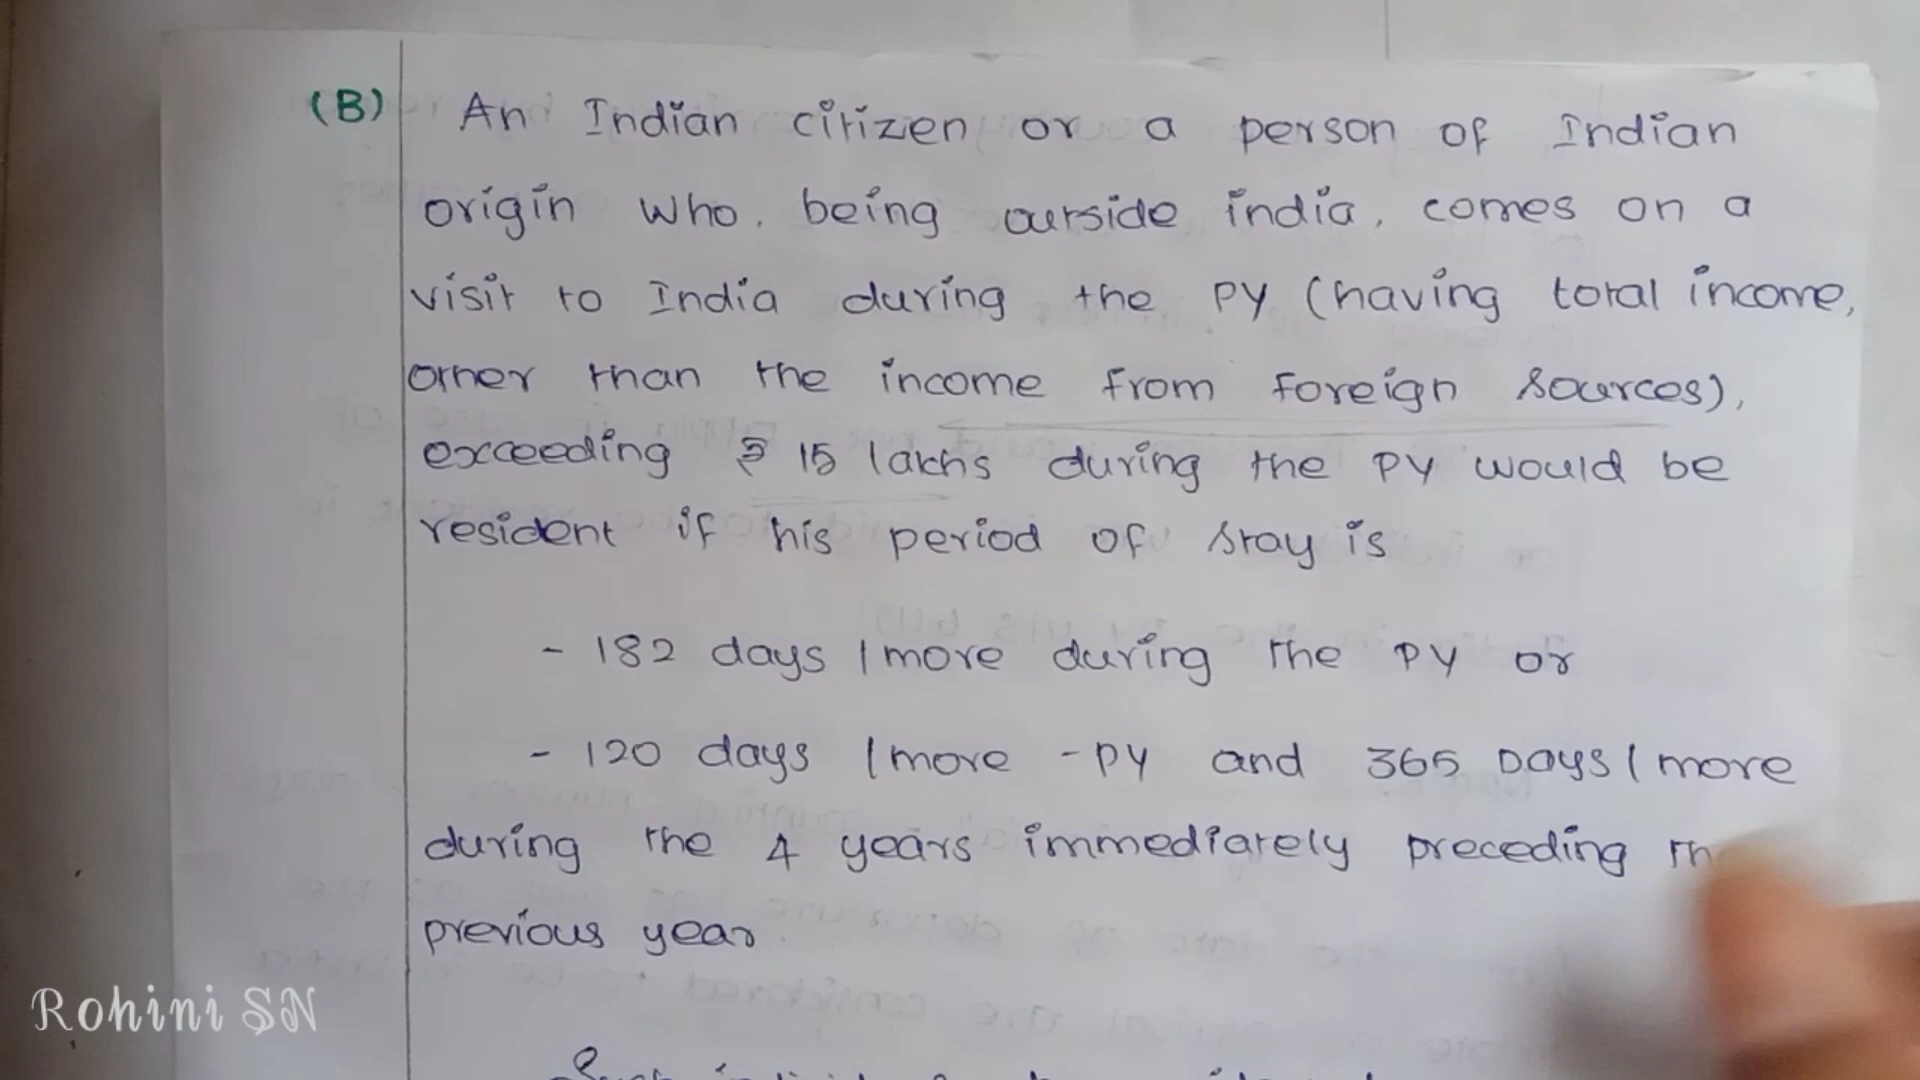 (B) An Indian citizen or a person of Indian
origin who, being outside india, comes on a
visit to India during the PY (having total income,
other than the income from foreign sources),
exceeding ₹ 15 lakhs during the PY would be
resident if his period of stay is
- 182 days / more during the PY or
- 120 days / more - PY and 365 Days / more
during the 4 years immediately preceding the
previous year
Rohini SN